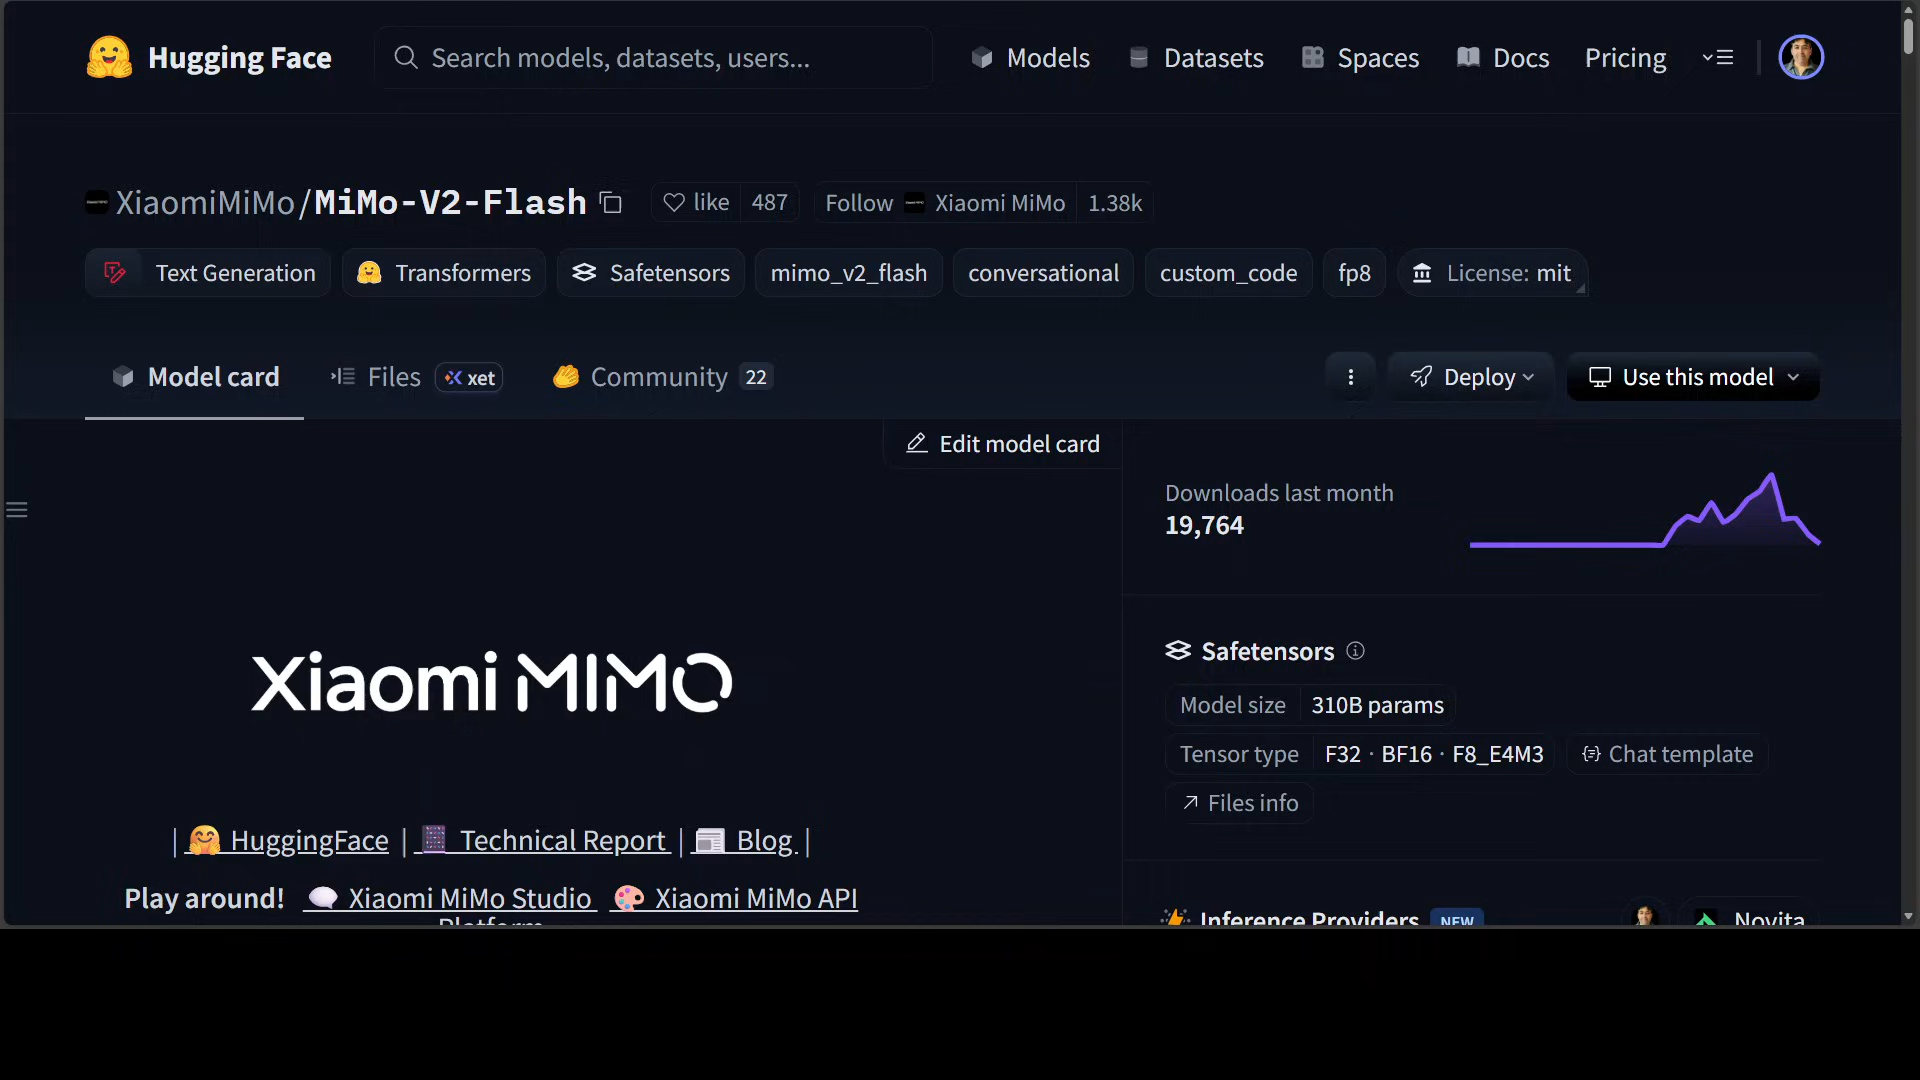 Hugging Face
Search models, datasets, users...
Models
Datasets
Spaces
Docs
Pricing
XiaomiMiMo/MiMo-V2-Flash
like 487
Follow Xiaomi MiMo 1.38k
Text Generation
Transformers
Safetensors
mimo_v2_flash
conversational
custom_code
fp8
License: mit
Model card
Files xet
Community 22
Deploy
Use this model
Edit model card
Downloads last month
19,764
Xiaomi MIMO
| HuggingFace | Technical Report | Blog |
Play around! Xiaomi MiMo Studio Xiaomi MiMo API
Platform
Safetensors
Model size 310B params
Tensor type F32 · BF16 · F8_E4M3
Chat template
Files info
Inference Providers NEW
Novita